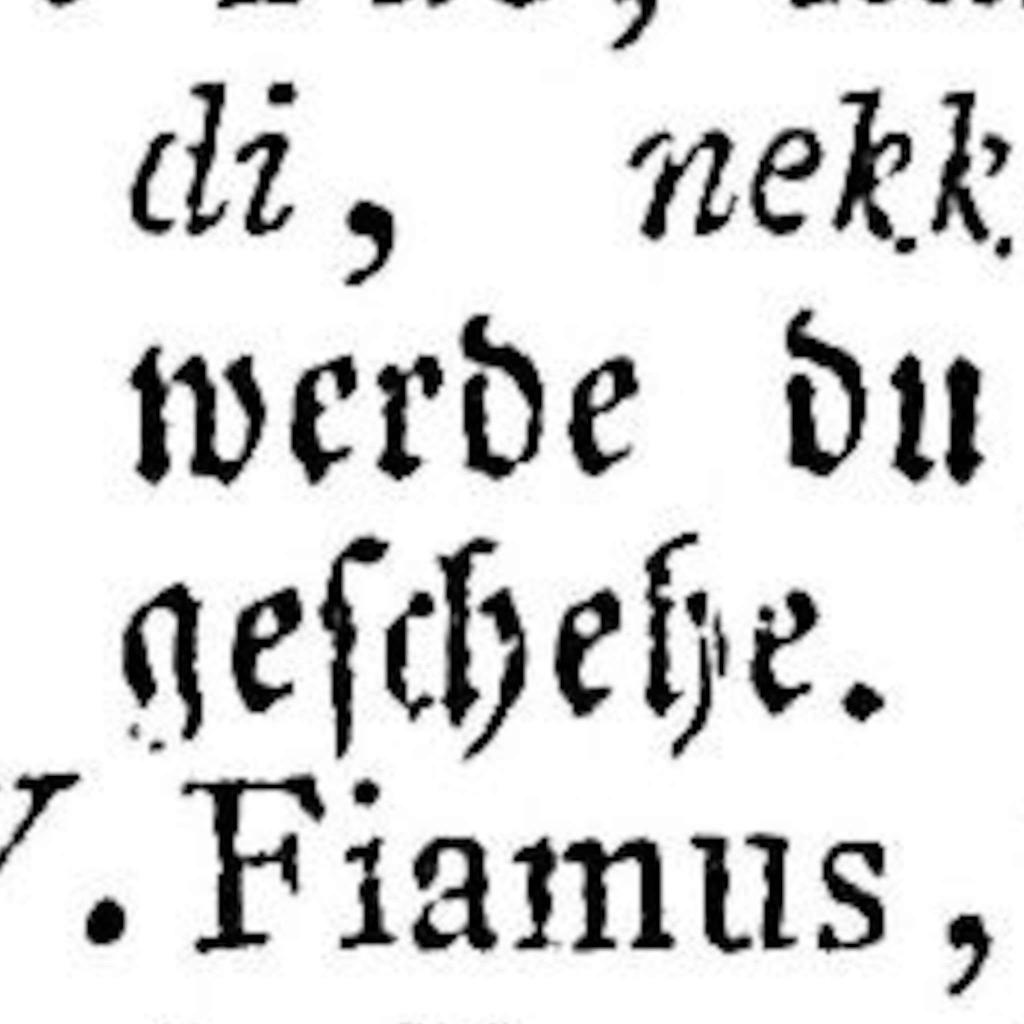 di, nekk
werde du
geſchehe.
. Fiamus,